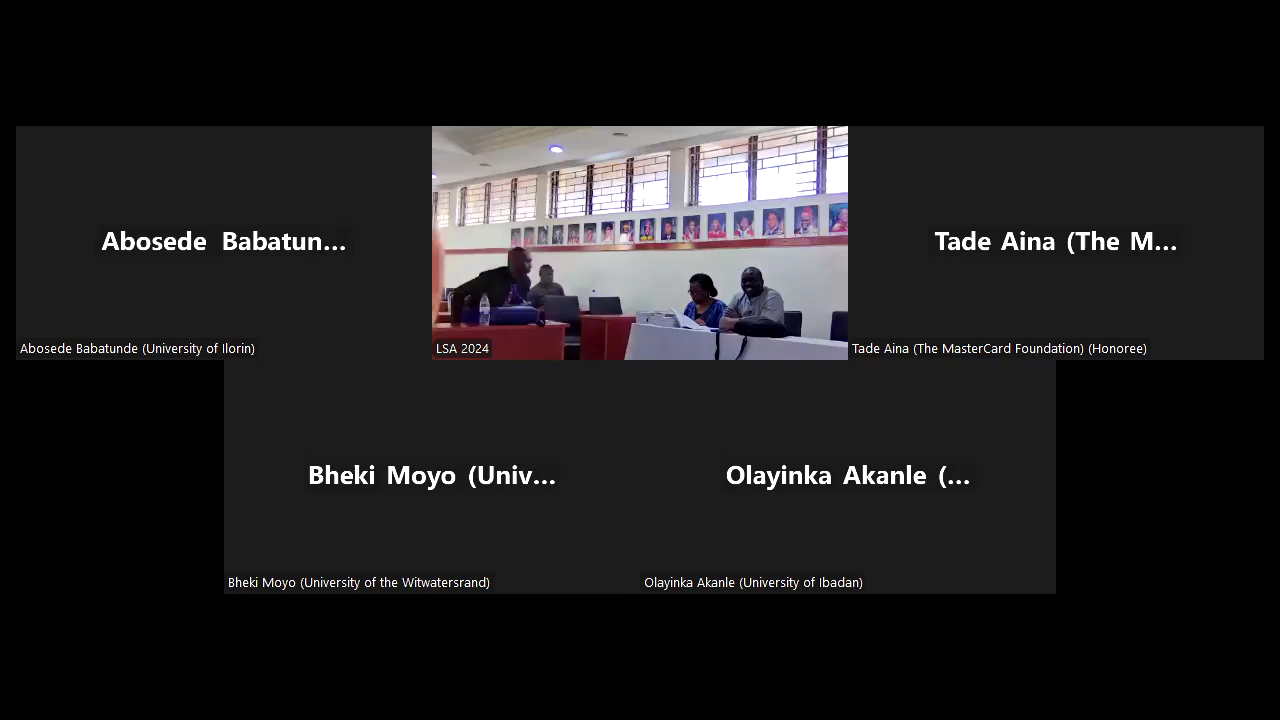 Abosede Babatun...
Abosede Babatunde (University of Ilorin)
LSA 2024
Tade Aina (The M...
Tade Aina (The MasterCard Foundation) (Honoree)
Bheki Moyo (Univ...
Bheki Moyo (University of the Witwatersrand)
Olayinka Akanle (...
Olayinka Akanle (University of Ibadan)